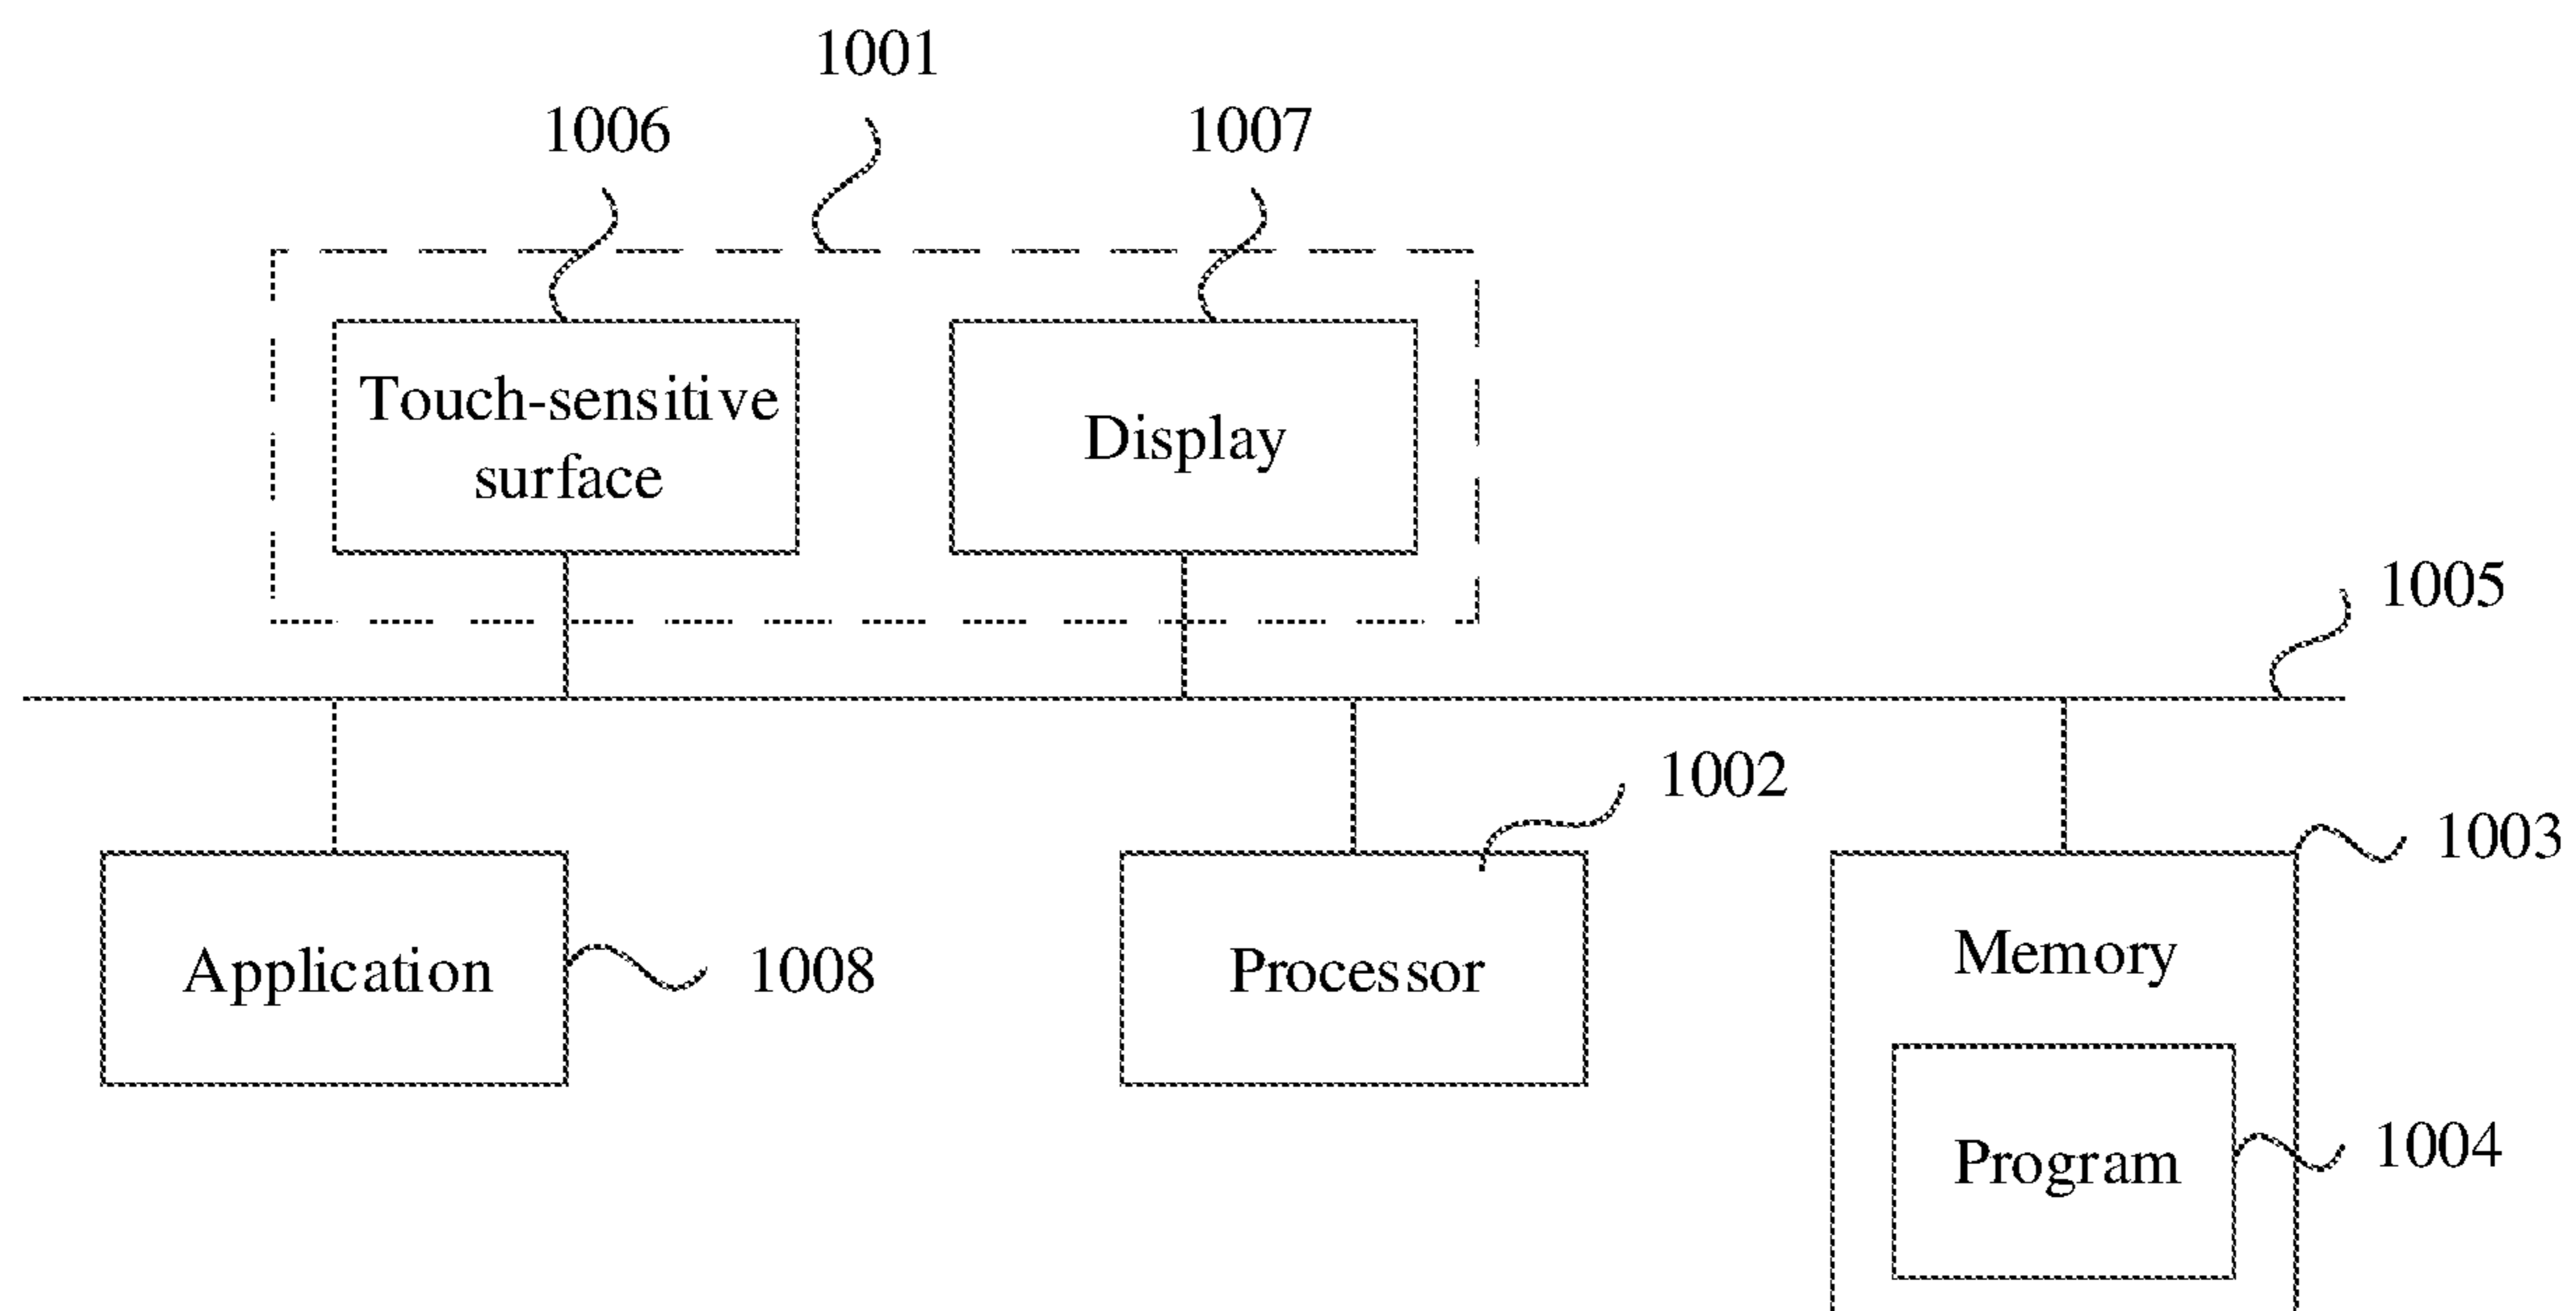 1001
1006
1007
Touch-sensitive
surface
Display
1005
1002
1003
Application
1008
Processor
Memory
Program
1004